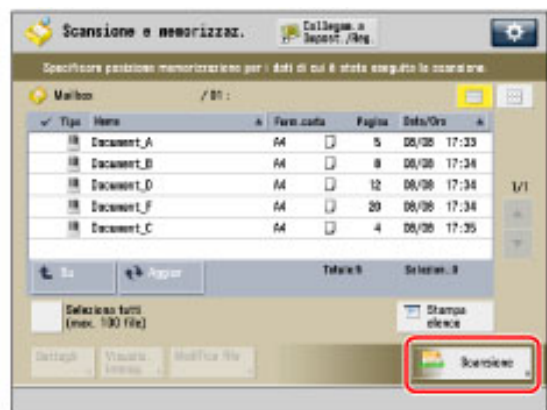 Scansione e memorizzaz.
Collegam. a
Impost./Reg.
Specificare posizione memorizzazione per i dati di cui è stata eseguita la scansione.
Mailbox /01:
✓ Tipo Nome ▲ Form.carta Pagina Data/Ora ▲
Document_A A4 5 08/08 17:33
Document_B A4 8 08/08 17:34
Document_D A4 12 08/08 17:34
Document_F A4 20 08/08 17:34
Document_C A4 4 08/08 17:35
1/1
Su Aggior Totale:5 Selezion.:0
Seleziona tutti
(max. 100 file)
Stampa
elenco
Dettagli
Visualiz.
immag.
Modifica file
Scansione